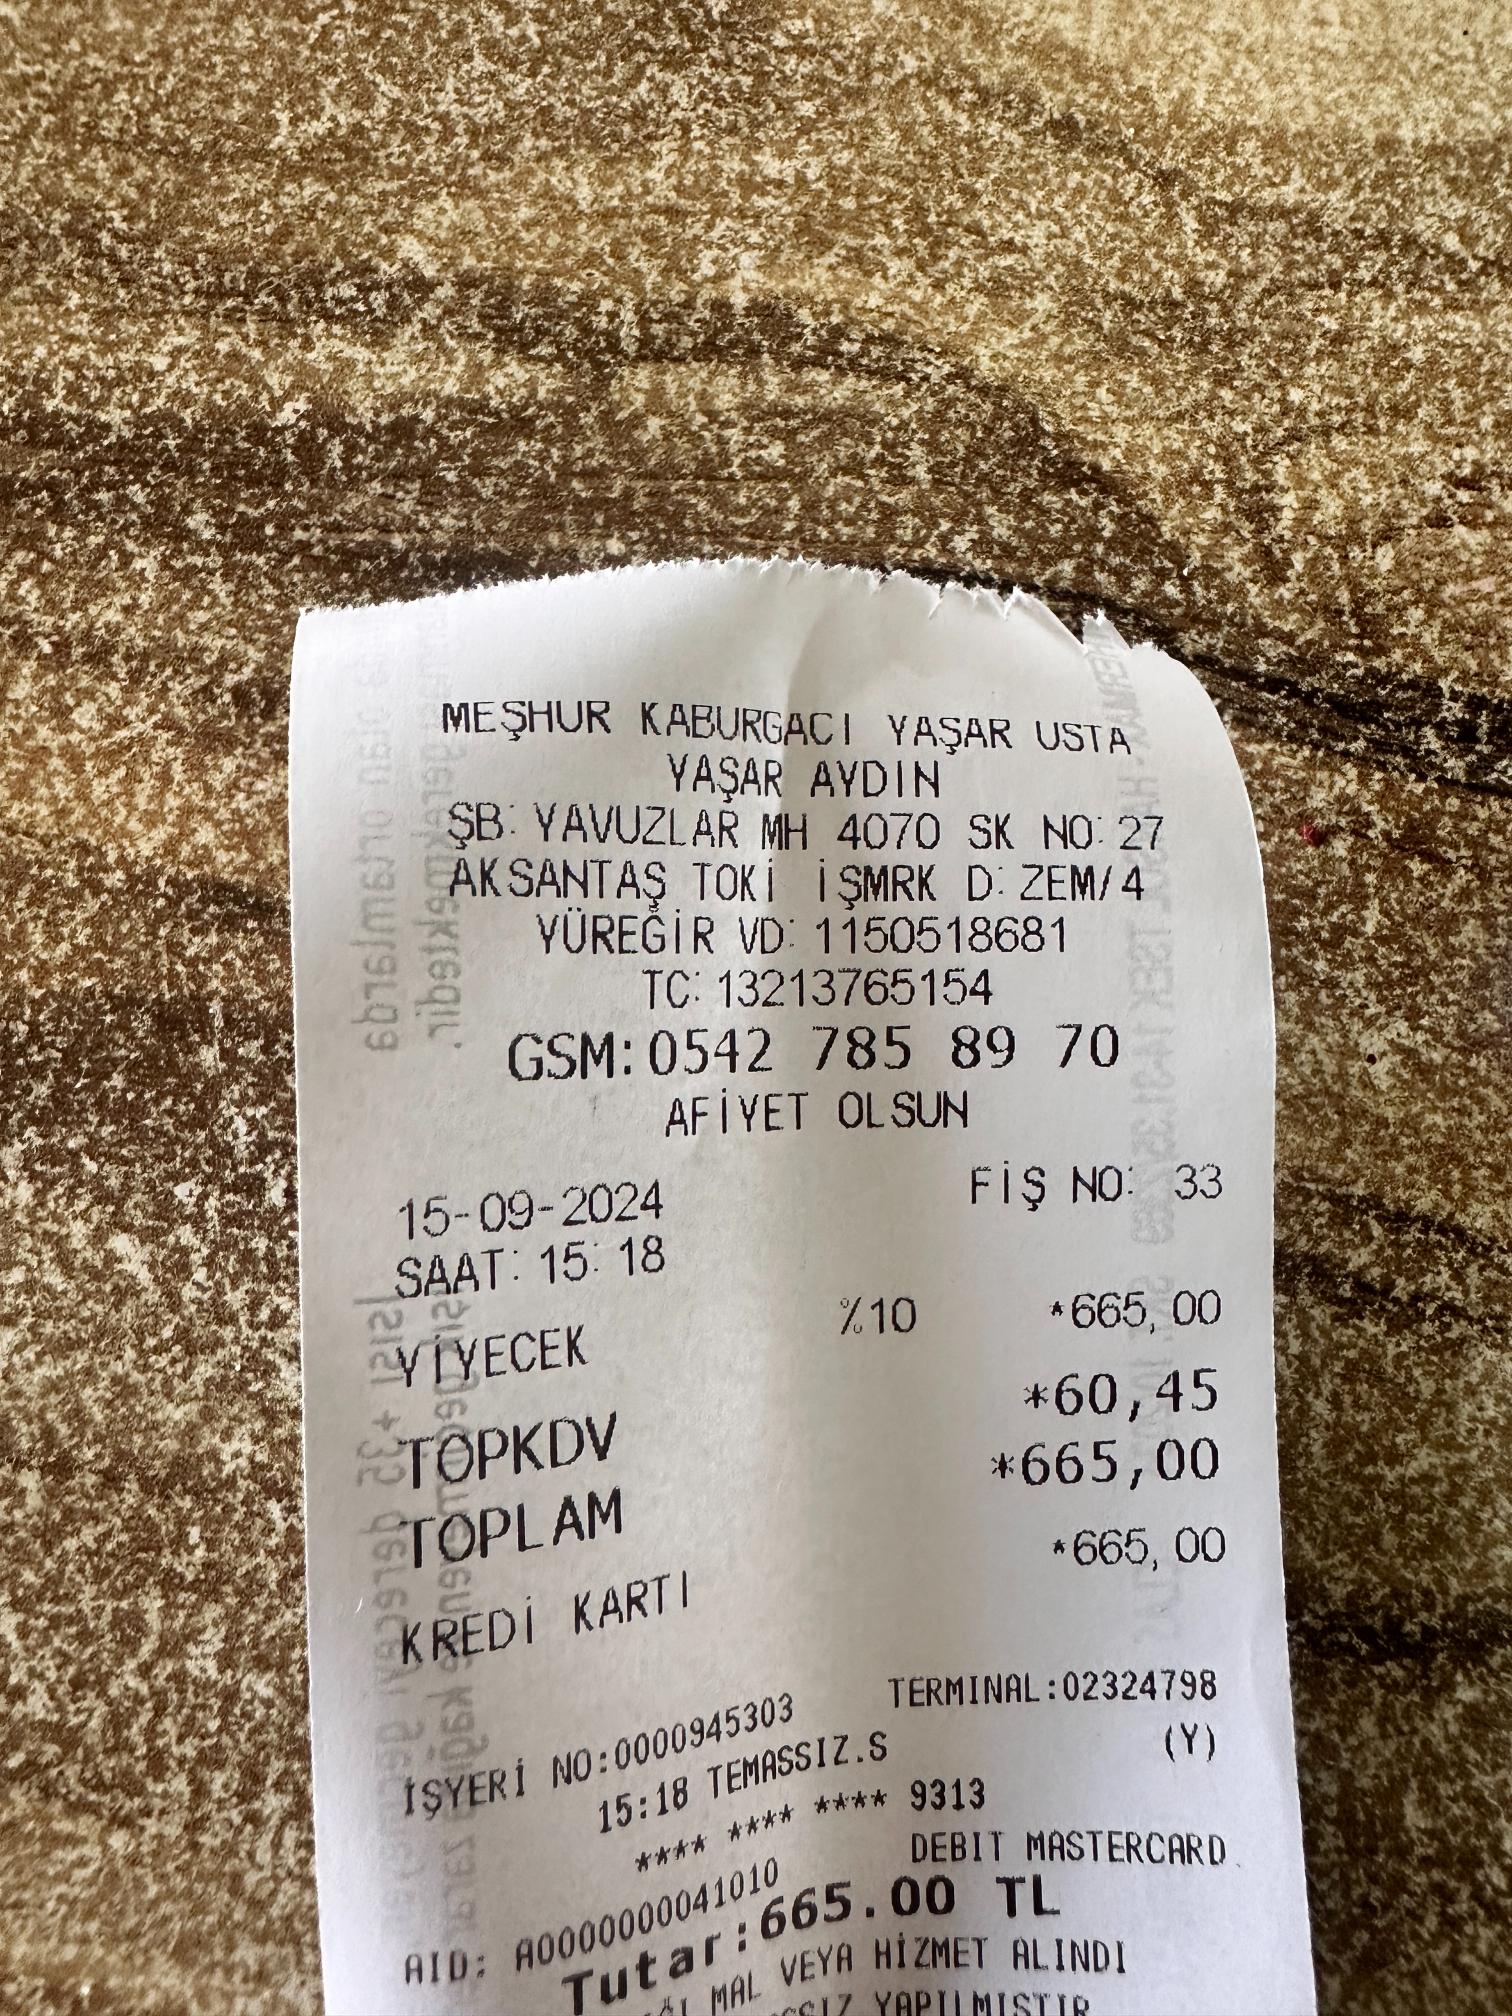 MEŞHUR KABURGACI YAŞAR USTA
YAŞAR AYDIN
ŞB: YAVUZLAR MH 4070 SK NO: 27
AKSANTAŞ TOKİ İŞMRK D: ZEM/4
YÜREĞİR VD: 1150518681
TC: 13213765154
GSM:0542 785 89 70
AFİYET OLSUN
15-09-2024 FİŞ NO: 33
SAAT: 15:18
YİYECEK %10 *665,00
TOPKDV *60,45
TOPLAM *665,00
KREDİ KARTI *665,00
İŞYERİ NO:0000945303 TERMINAL:02324798
15:18 TEMASSIZ.S (Y)
**** **** **** 9313
AID: A0000000041010 DEBIT MASTERCARD
Tutar:665.00 TL
MAL VEYA HİZMET ALINDI
YAPILMIŞTIR